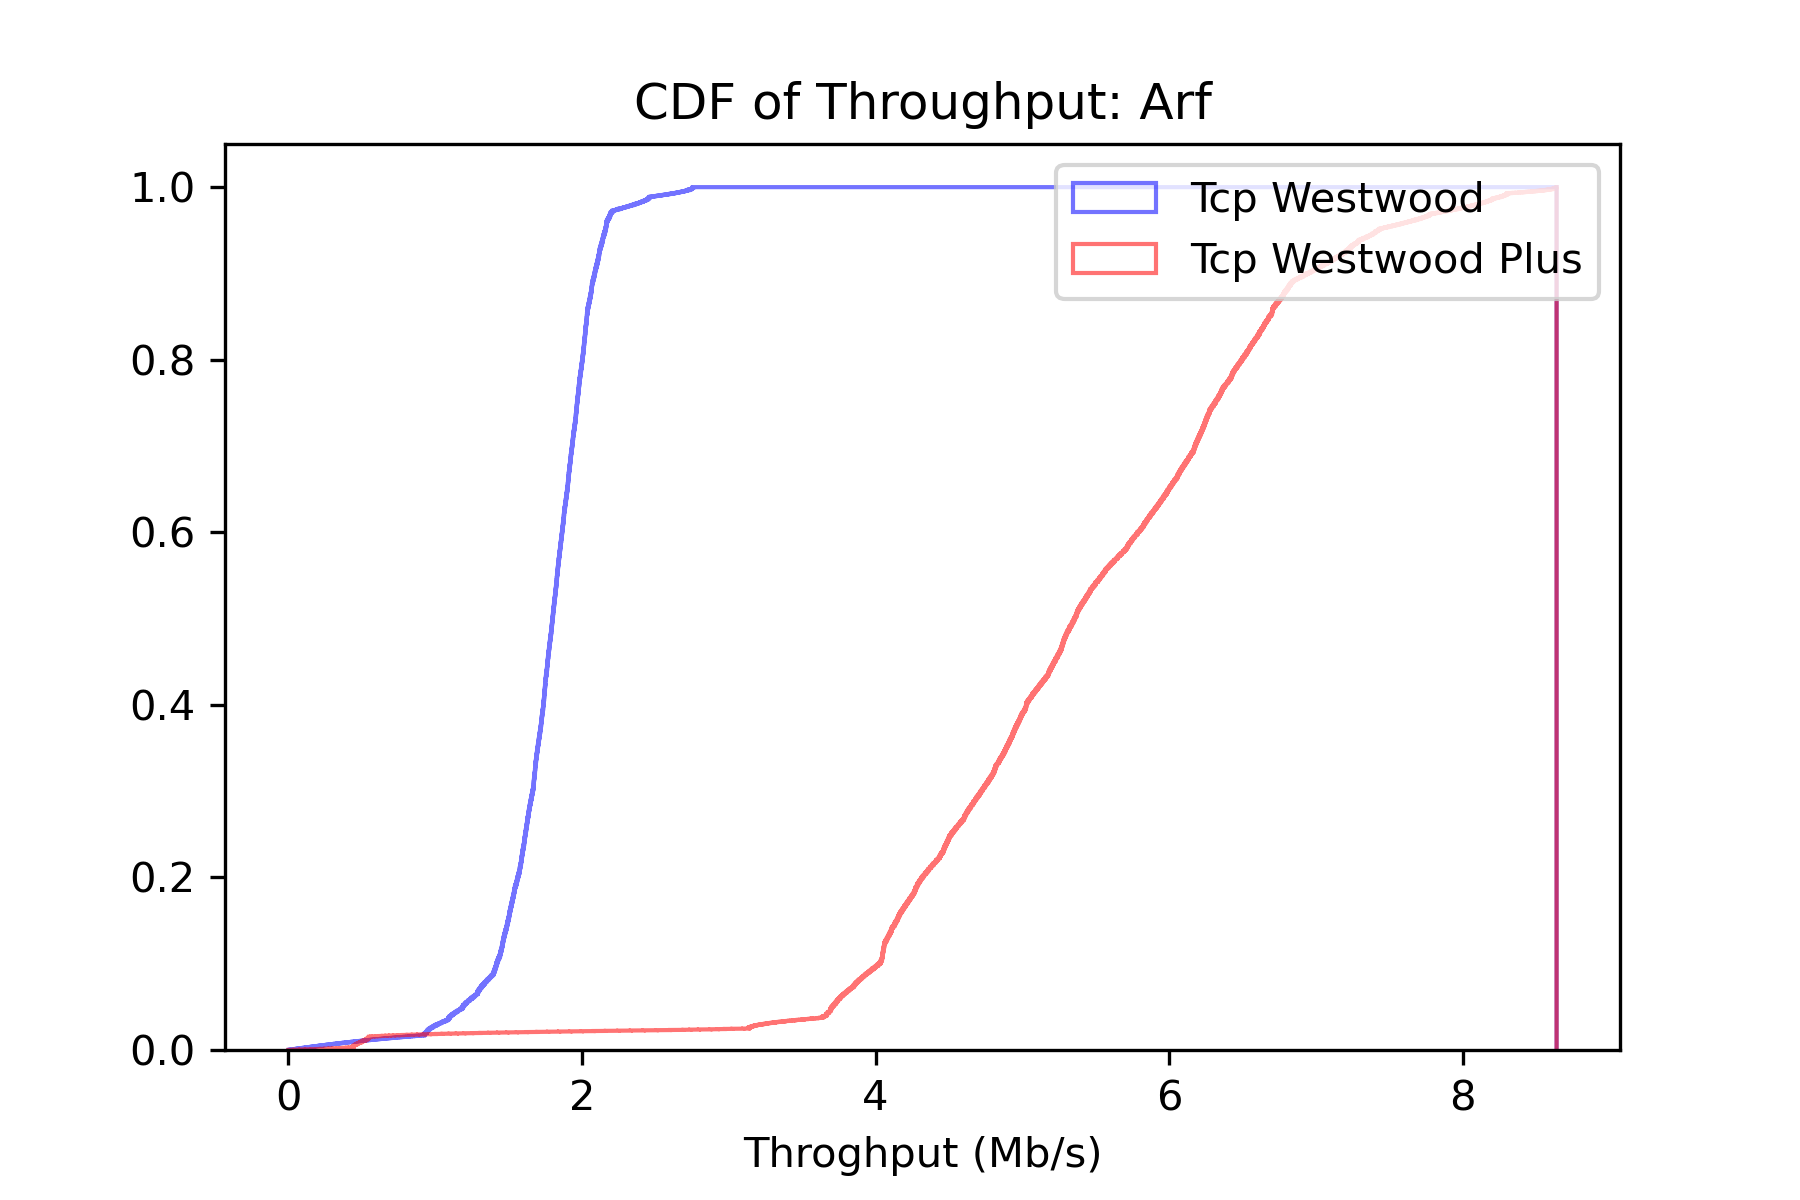 CDF of Throughput: Arf
1.0
0.8
0.6
0.4
0.2
0.0
Tcp Westwood
Tcp Westwood Plus
0 2 4 6 8
Throghput (Mb/s)